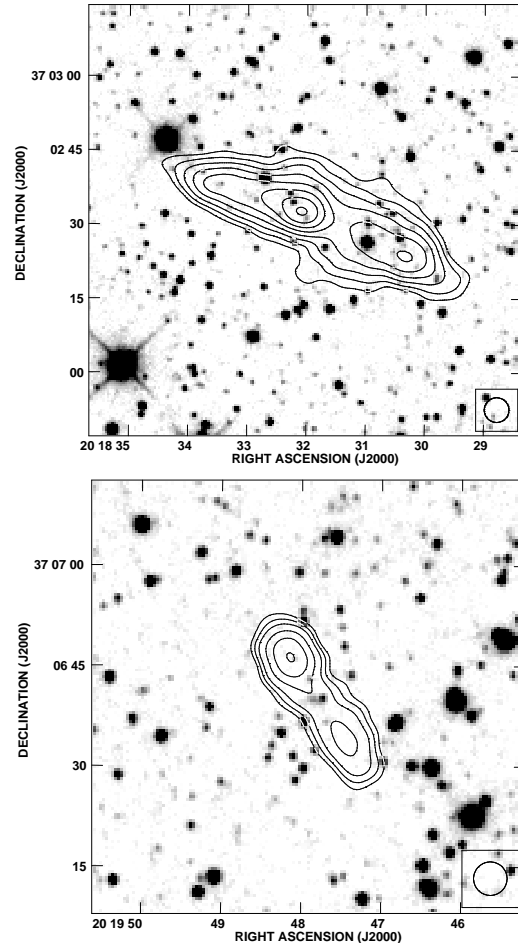 37 03 00
02 45
30
15
00
DECLINATION (J2000)
20 18 35 34 33 32 31 30 29
RIGHT ASCENSION (J2000)
37 07 00
06 45
30
15
DECLINATION (J2000)
20 19 50 49 48 47 46
RIGHT ASCENSION (J2000)